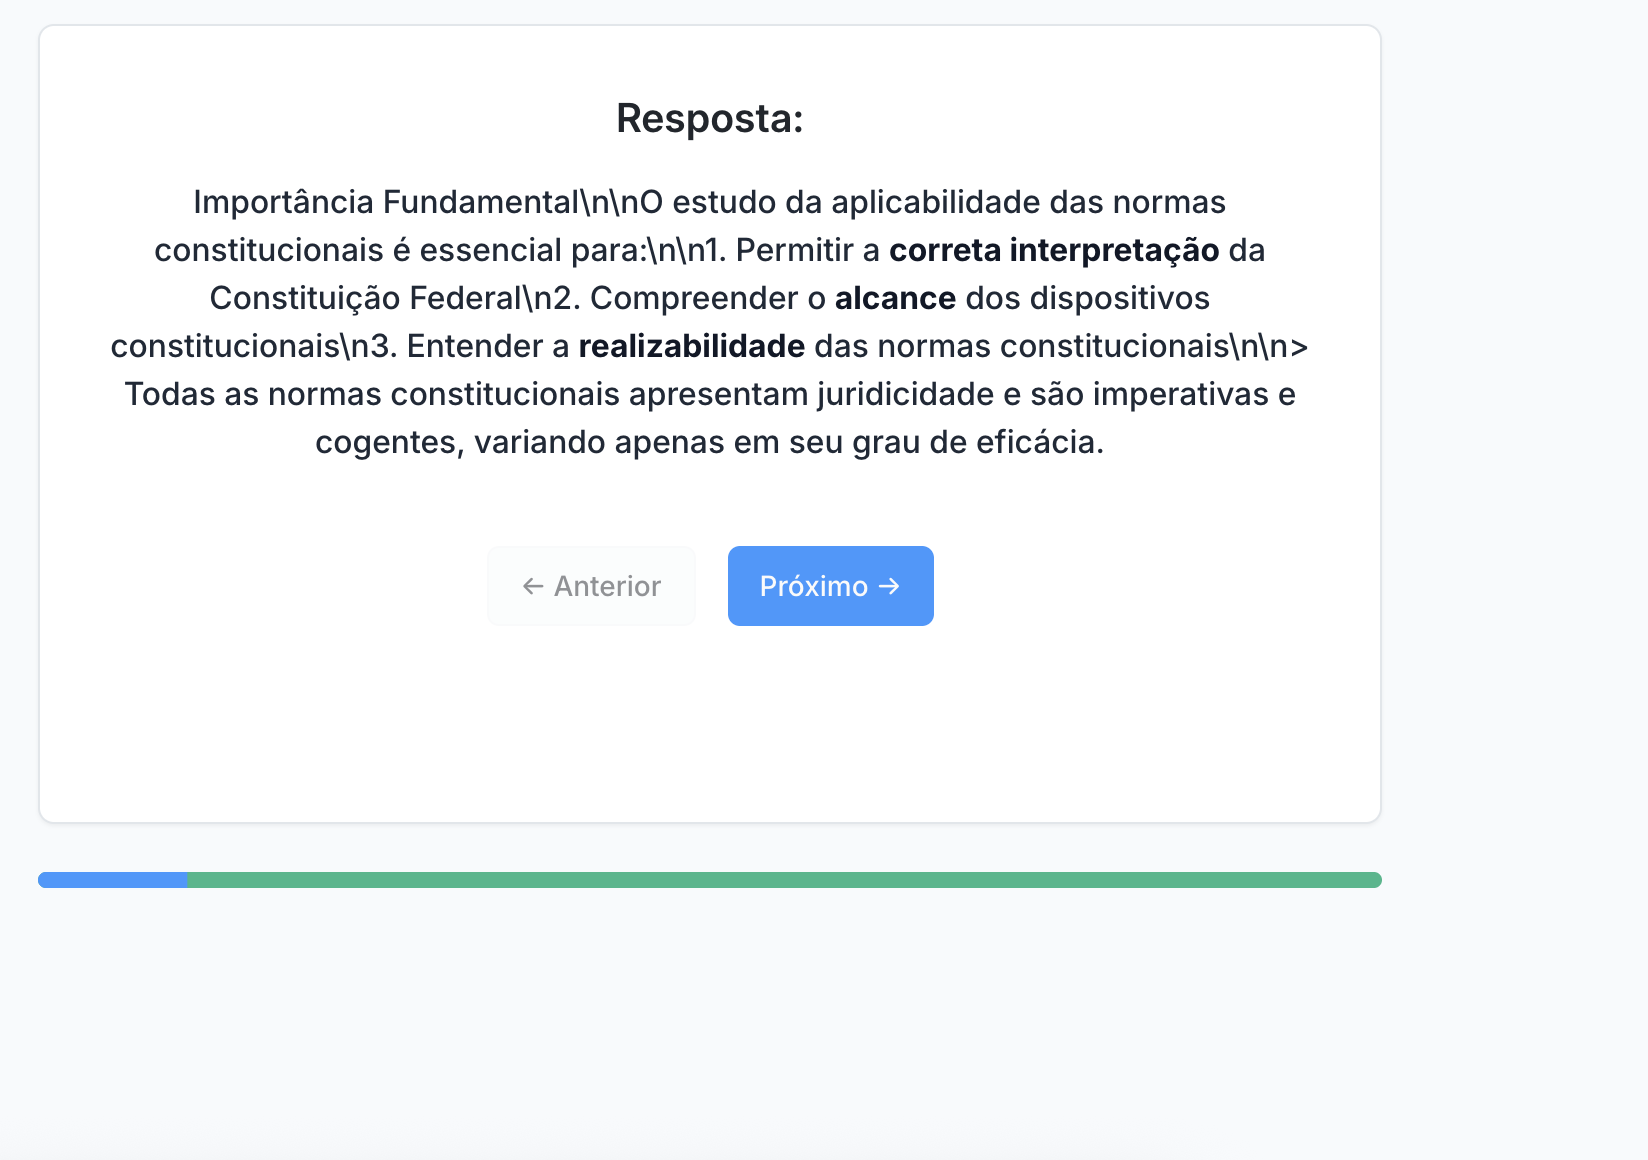 Resposta:
Importância Fundamental\n\nO estudo da aplicabilidade das normas
constitucionais é essencial para:\n\n1. Permitir a correta interpretação da
Constituição Federal\n2. Compreender o alcance dos dispositivos
constitucionais\n3. Entender a realizabilidade das normas constitucionais\n\n>
Todas as normas constitucionais apresentam juridicidade e são imperativas e
cogentes, variando apenas em seu grau de eficácia.
← Anterior
Próximo →